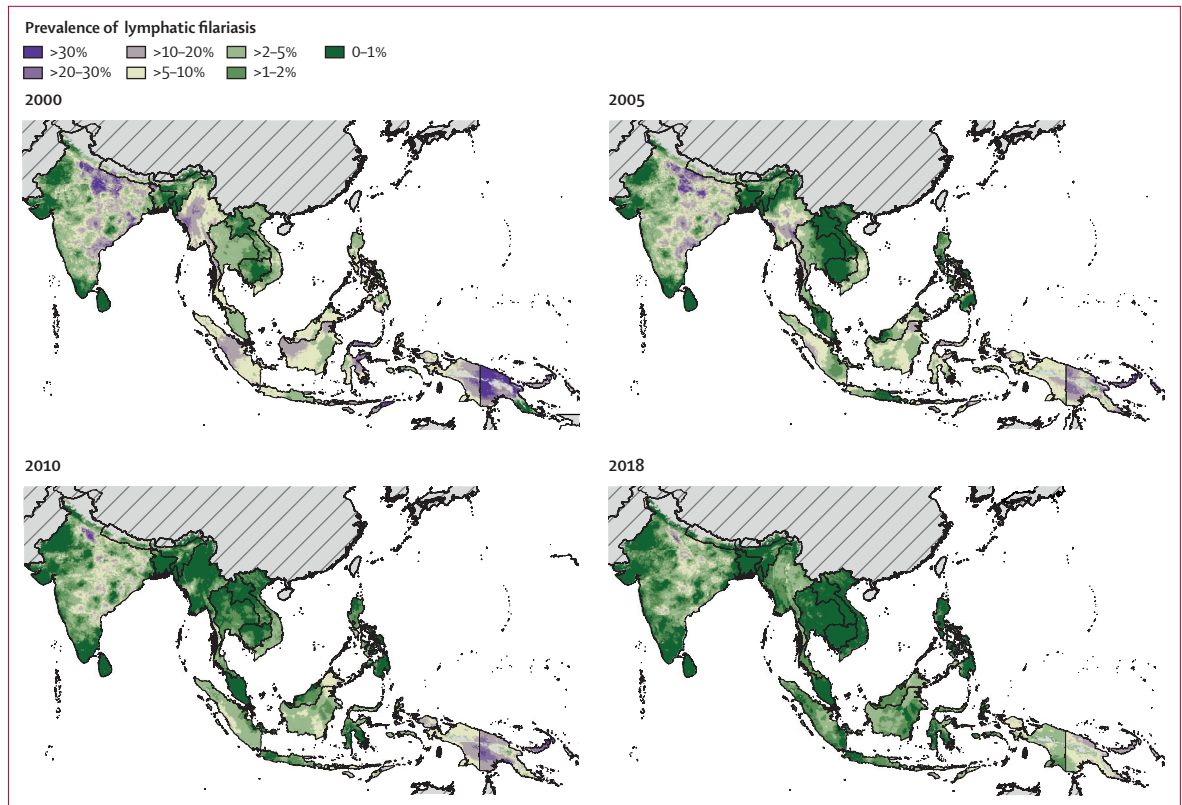 Prevalence of lymphatic filariasis
>30% >10–20% >2–5% 0–1%
>20–30% >5–10% >1–2%
2000 2005
2010 2018